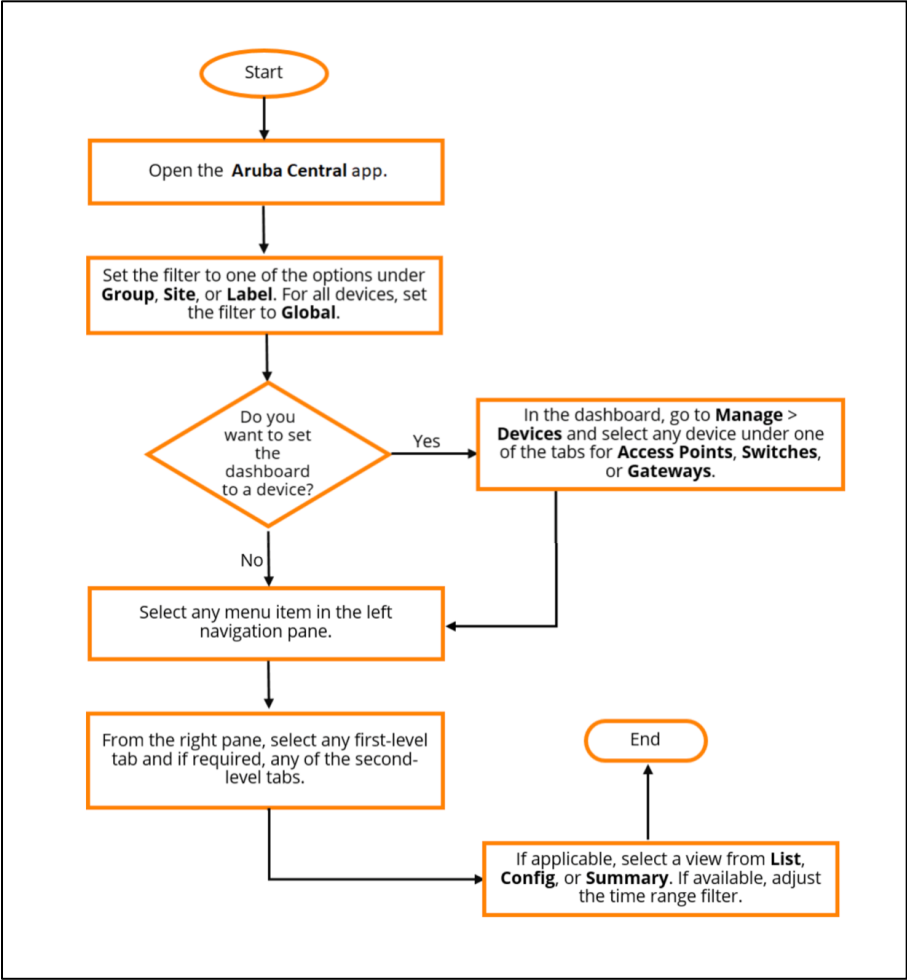 Start
Open the Aruba Central app.
Set the filter to one of the options under
Group, Site, or Label. For all devices, set
the filter to Global.
Do you
want to set
the
dashboard
to a device?
Yes
In the dashboard, go to Manage >
Devices and select any device under one
of the tabs for Access Points, Switches,
or Gateways.
No
Select any menu item in the left
navigation pane.
From the right pane, select any first-level
tab and if required, any of the second-
level tabs.
End
If applicable, select a view from List,
Config, or Summary. If available, adjust
the time range filter.